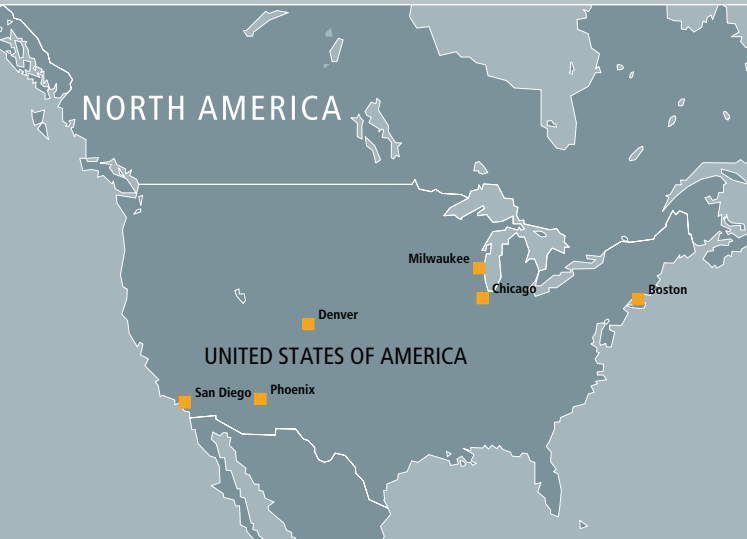 NORTH AMERICA
Milwaukee
Chicago
Boston
Denver
UNITED STATES OF AMERICA
San Diego
Phoenix